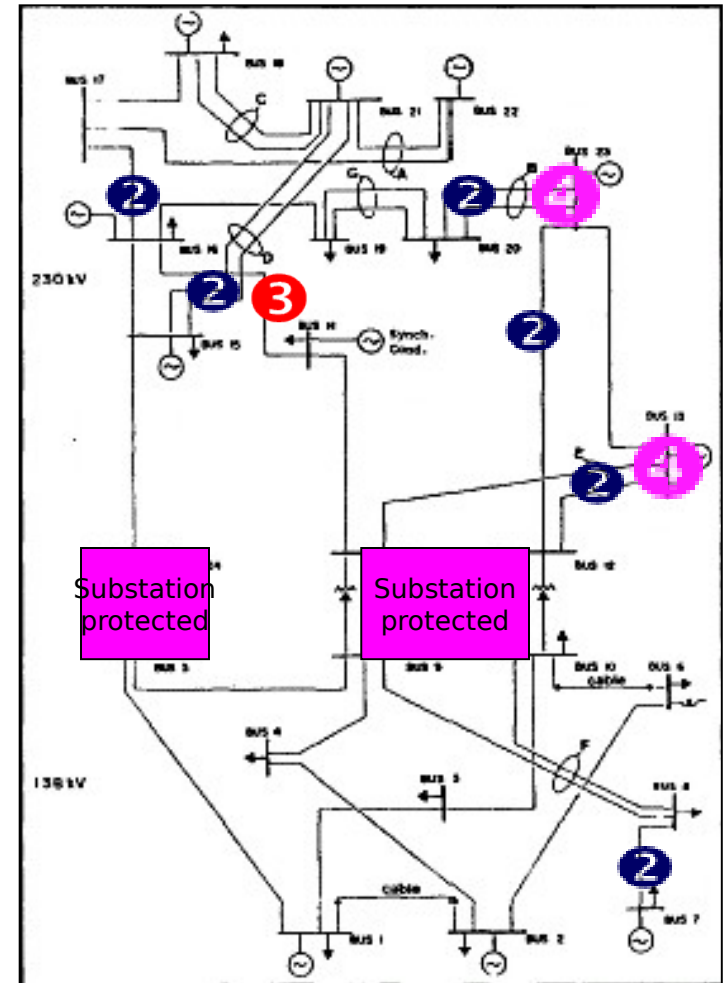 BUS 17
BUS 18
C
BUS 21
BUS 22
A
G
B
BUS 23
2
2
4
BUS 16
D
BUS 19
BUS 20
230 kV
2
3
2
BUS 15
BUS 14
Synch.
Cond.
BUS 13
E
2
4
Substation
protected
Substation
protected
BUS 12
BUS 3
BUS 9
BUS 10
BUS 6
cable
BUS 4
F
138 kV
BUS 5
BUS 8
2
cable
BUS 1
BUS 2
BUS 7